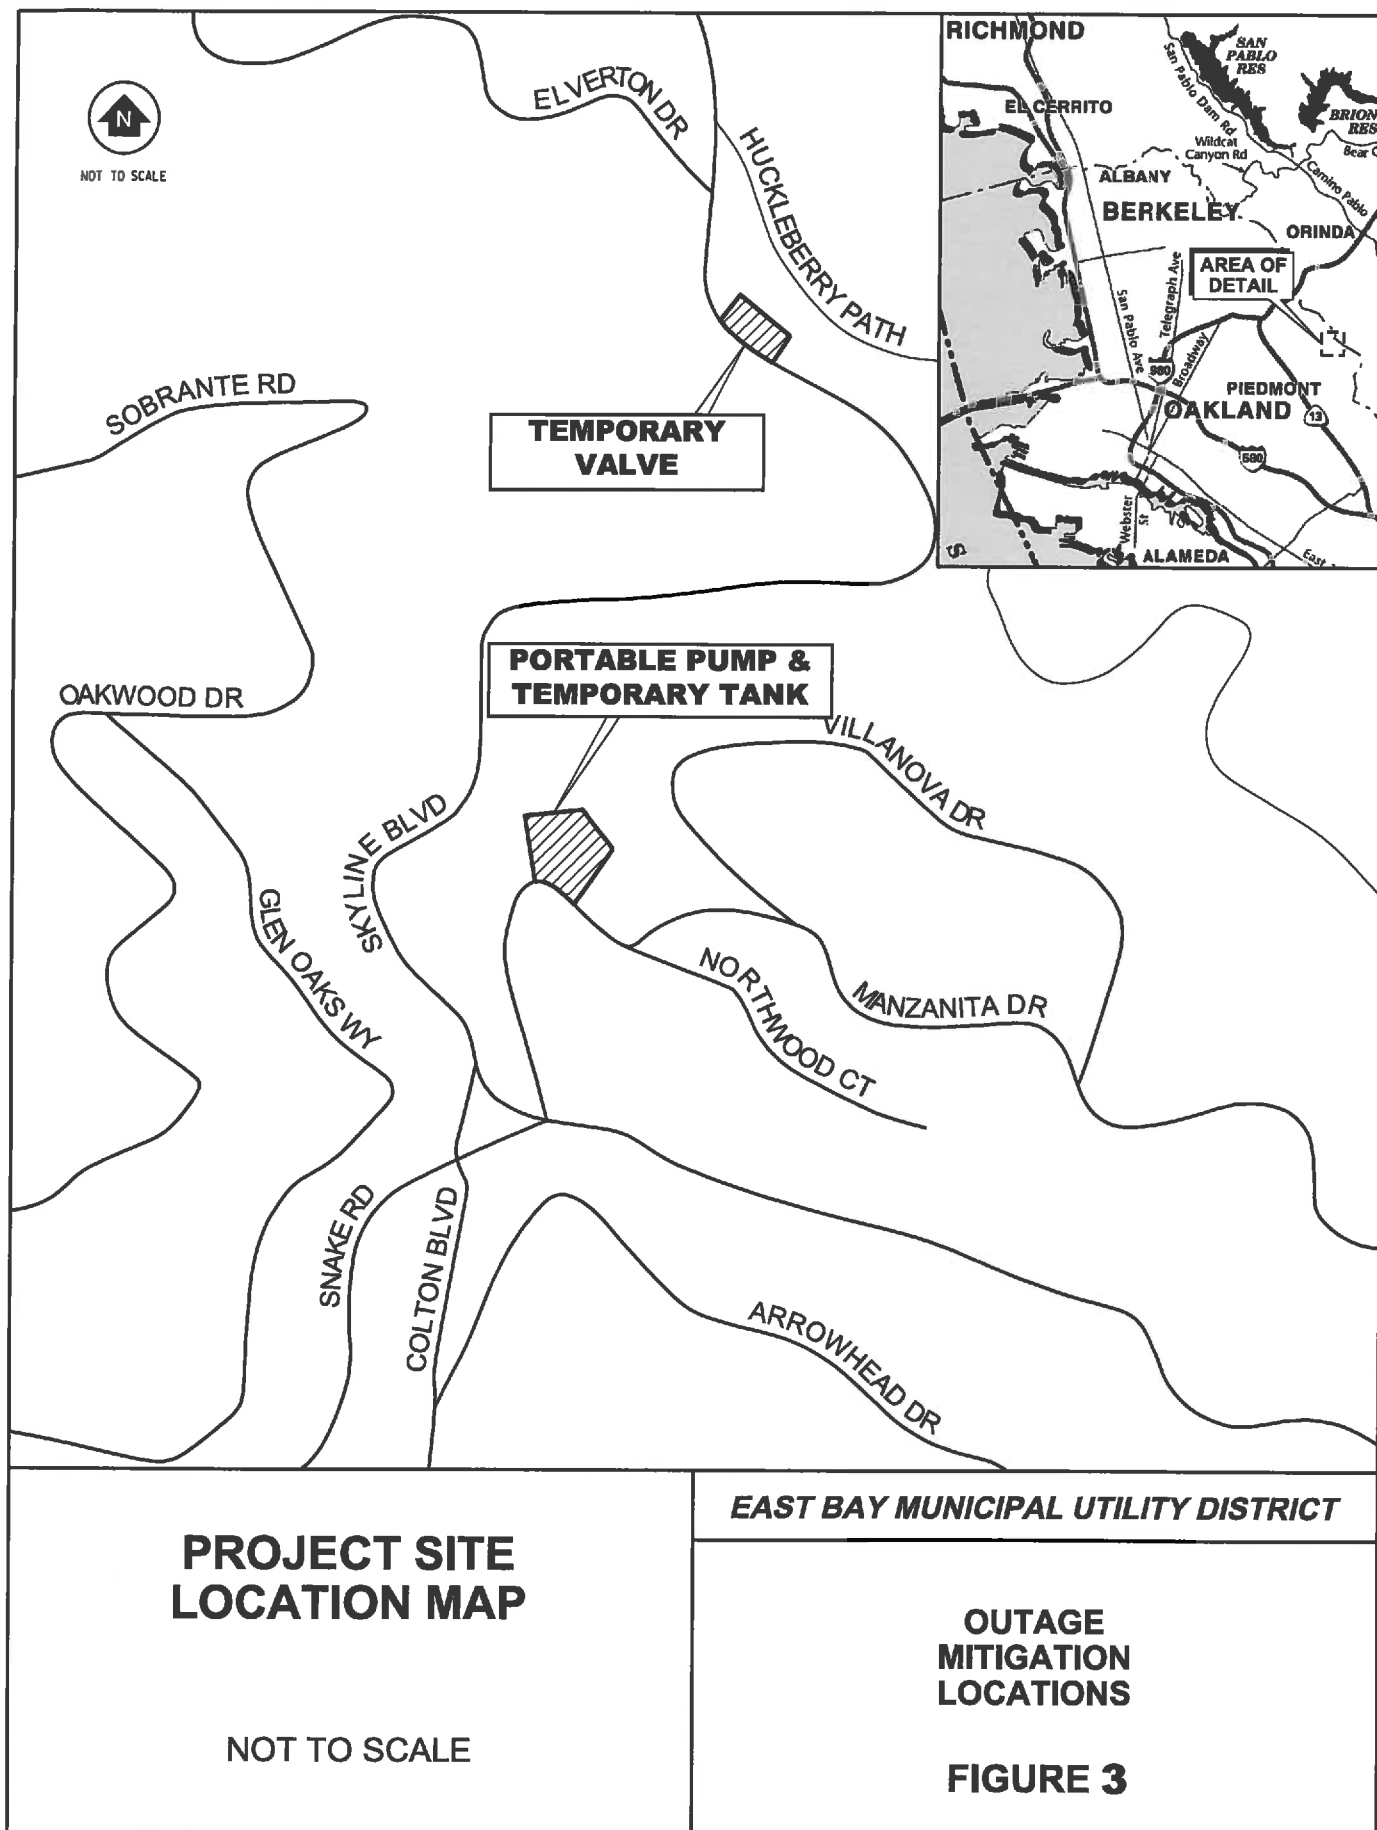 N
NOT TO SCALE
ELVERTON DR
HUCKLEBERRY PATH
SOBRANTE RD
TEMPORARY
VALVE
OAKWOOD DR
PORTABLE PUMP &
TEMPORARY TANK
VILLANOVA DR
SKYLINE BLVD
GLEN OAKS WY
NORTHWOOD CT
MANZANITA DR
SNAKE RD
COLTON BLVD
ARROWHEAD DR
RICHMOND
SAN
PABLO
RES
San Pablo Dam Rd
EL CERRITO
BRION
RES
Wildcat
Canyon Rd
Bear C
Camino Pablo
ALBANY
BERKELEY
ORINDA
AREA OF
DETAIL
San Pablo Ave
Telegraph Ave
Broadway
980
PIEDMONT
OAKLAND
13
580
Webster
St
ALAMEDA
East
S
PROJECT SITE
LOCATION MAP
NOT TO SCALE
EAST BAY MUNICIPAL UTILITY DISTRICT
OUTAGE
MITIGATION
LOCATIONS
FIGURE 3